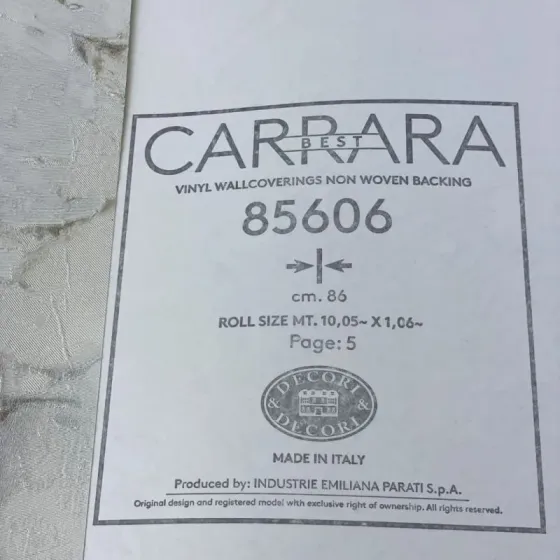 CARRARA
BEST
VINYL WALLCOVERINGS NON WOVEN BACKING
85606
cm. 86
ROLL SIZE MT. 10,05~ X 1,06~
Page: 5
DECORI & DECORI &
MADE IN ITALY
Produced by: INDUSTRIE EMILIANA PARATI S.p.A.
Original design and registered model with exclusive right of ownership. All rights reserved.